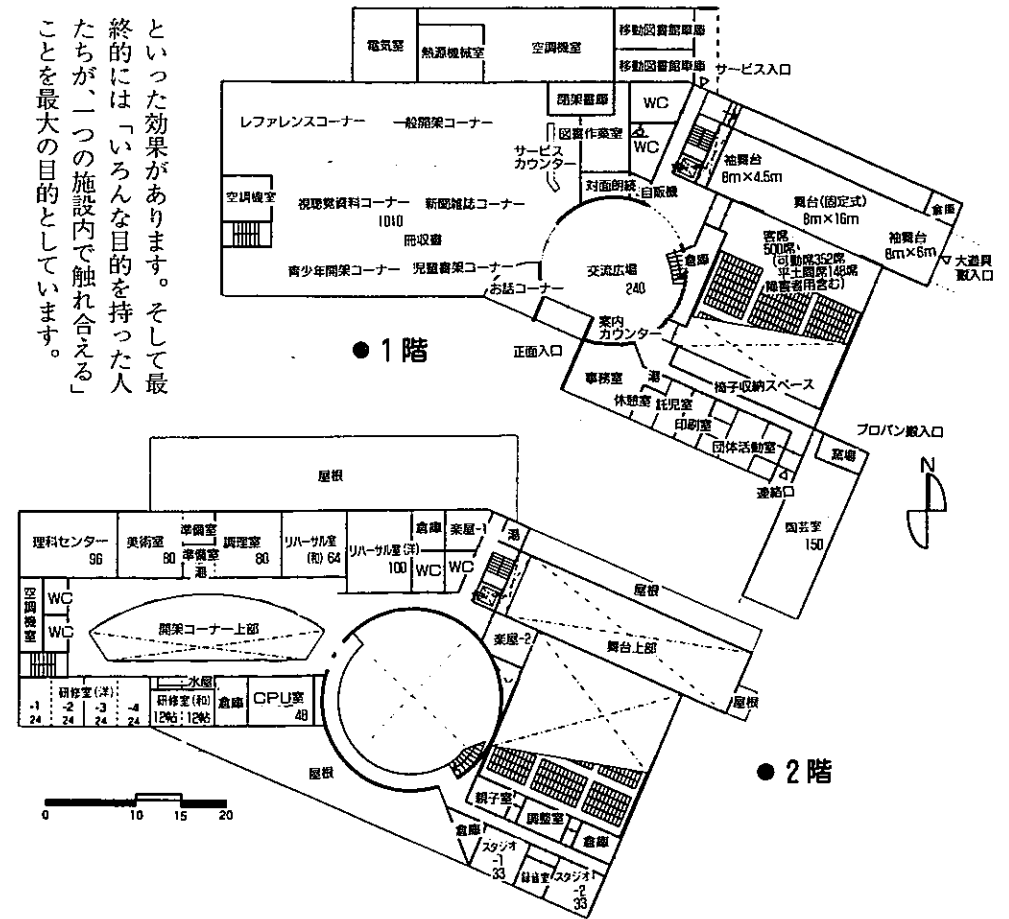 といった効果があります。そして最
終的には「いろんな目的を持った人
たちが、一つの施設内で触れ合える」
ことを最大の目的としています。
電気室
熱源機械室
空調機室
移動図書館車庫
移動図書館車庫
サービス入口
レファレンスコーナー
一般開架コーナー
閉架書庫
WC
図書作業室
WC
サービス
カウンター
対面朗読
自販機
空調機室
視聴覚資料コーナー
新聞雑誌コーナー
1010
冊収書
青少年開架コーナー
児童書架コーナー
お話コーナー
交流広場
240
倉庫
案内
カウンター
正面入口
袖舞台
8m×4.5m
舞台(固定式)
8m×16m
倉庫
袖舞台
8m×6m
大道具
搬入口
客席
500席
(可動席352席
平土間席148席
障害者用含む)
事務室
湯
椅子収納スペース
休憩室
託児室
印刷室
団体活動室
連絡口
プロパン搬入口
窯場
陶芸室
150
N
●1階
屋根
理科センター
96
美術室
80
準備室
準備室
湯
調理室
80
リハーサル室
(和) 64
リハーサル室(洋)
100
倉庫
WC
楽屋-1
WC
湯
空調機室
WC
WC
開架コーナー上部
楽屋-2
屋根
舞台上部
屋根
研修室(洋)
-1
24
-2
24
-3
24
-4
24
水屋
研修室(和)
12帖
12帖
倉庫
CPU室
48
屋根
親子室
調整室
倉庫
倉庫
スタジオ
-1
33
録音室
スタジオ
-2
33
●2階
0
10
15
20